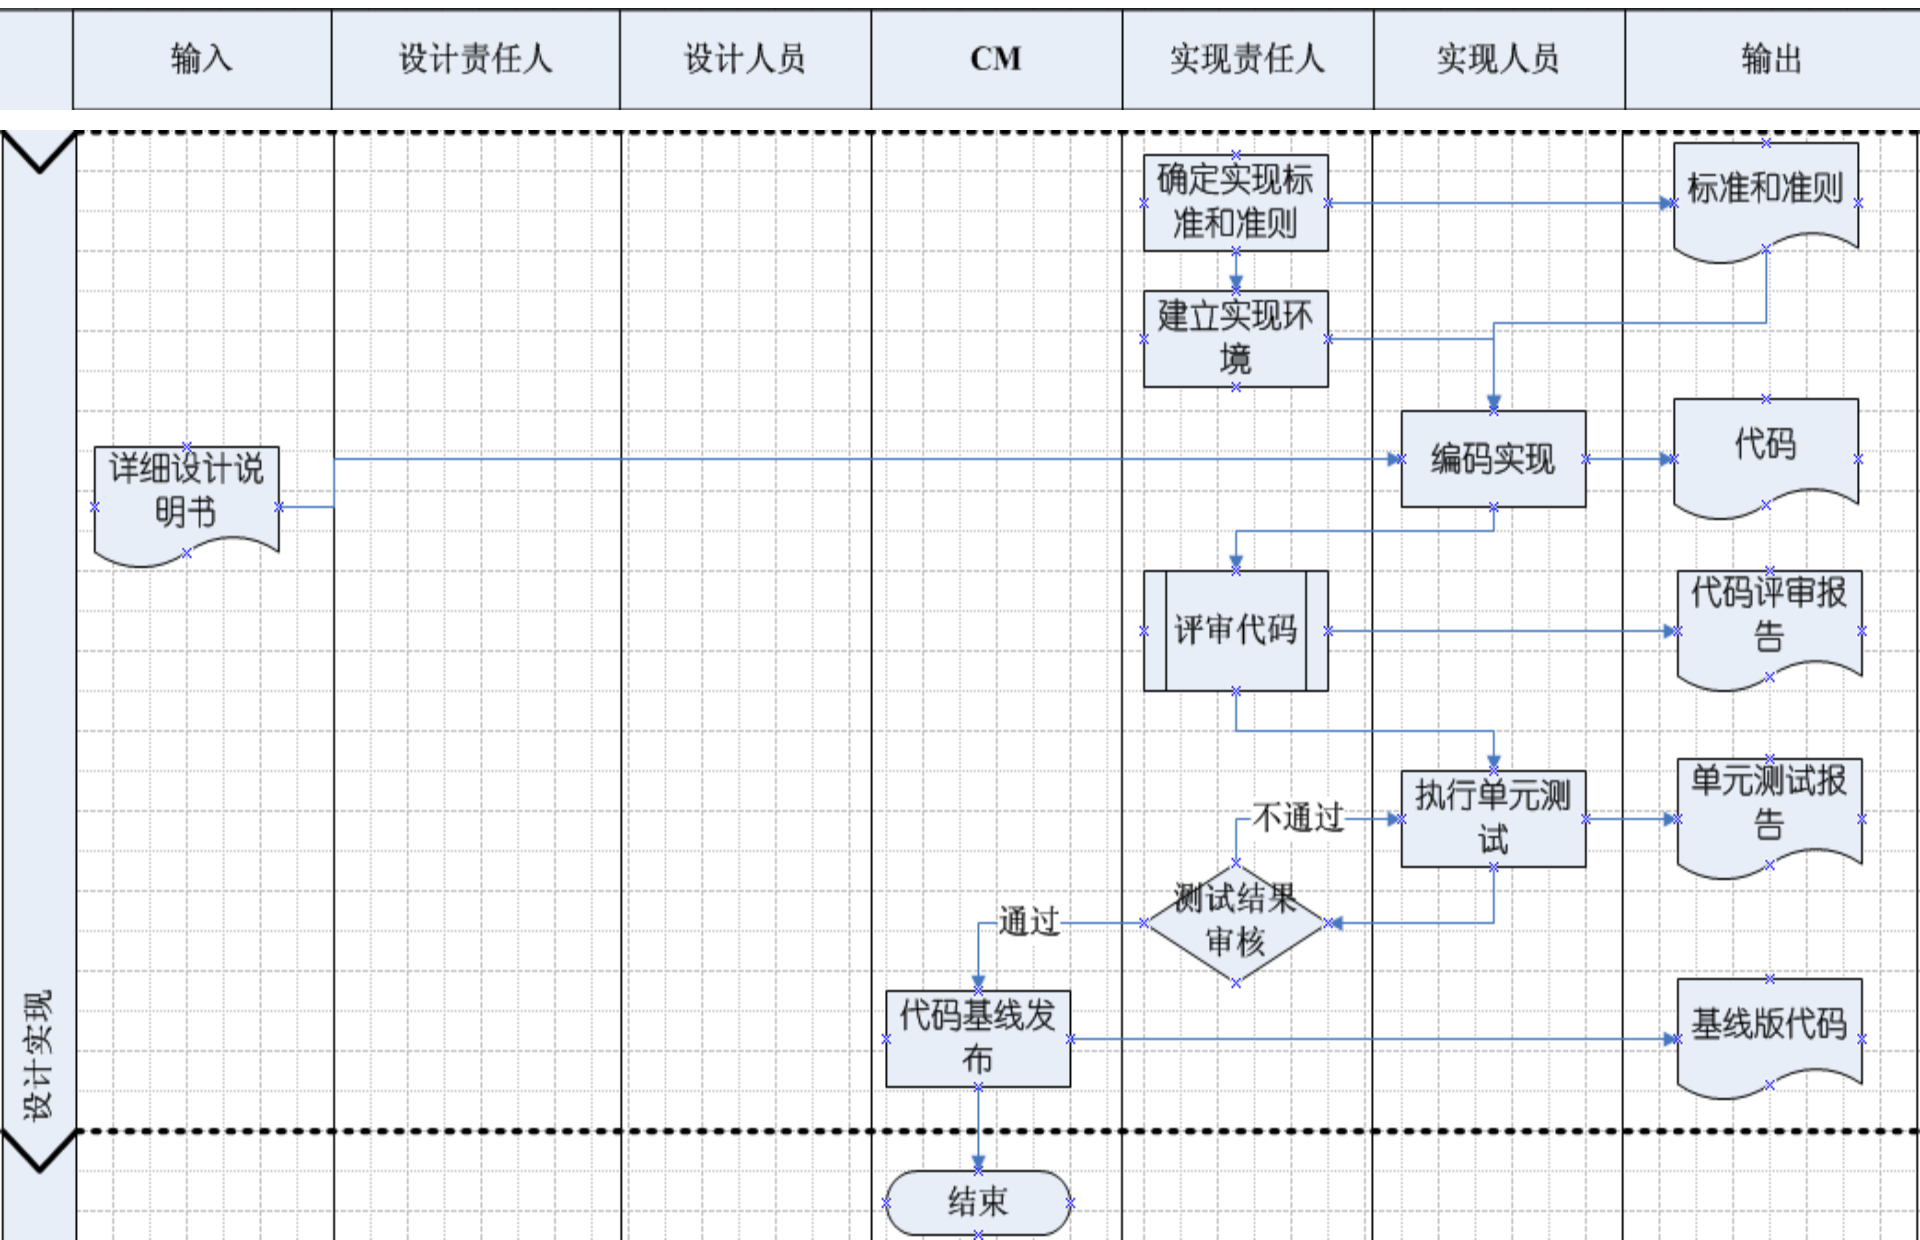 输入
设计责任人
设计人员
CM
实现责任人
实现人员
输出
确定实现标
准和准则
标准和准则
建立实现环
境
详细设计说
明书
编码实现
代码
评审代码
代码评审报
告
执行单元测
试
单元测试报
告
不通过
测试结果
审核
通过
代码基线发
布
基线版代码
设计实现
结束